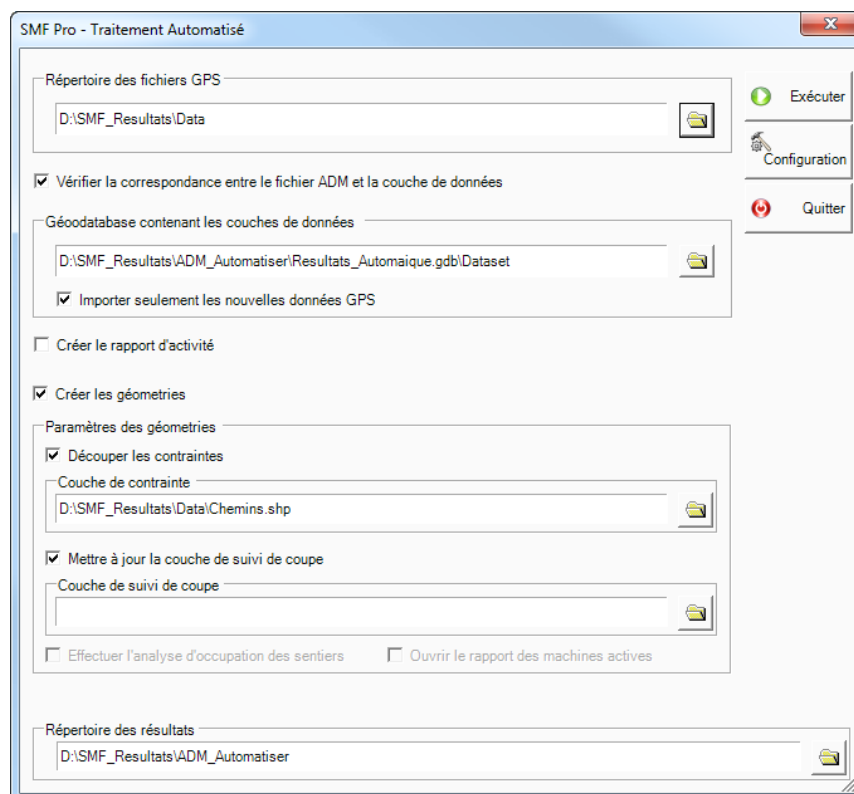 SMF Pro - Traitement Automatisé
Répertoire des fichiers GPS
D:\SMF_Resultats\Data
Exécuter
Configuration
Quitter
Vérifier la correspondance entre le fichier ADM et la couche de données
Géoodatabase contenant les couches de données
D:\SMF_Resultats\ADM_Automatiser\Resultats_Automaique.gdb\Dataset
Importer seulement les nouvelles données GPS
Créer le rapport d'activité
Créer les géometries
Paramètres des géometries
Découper les contraintes
Couche de contrainte
D:\SMF_Resultats\Data\Chemins.shp
Mettre à jour la couche de suivi de coupe
Couche de suivi de coupe
Effectuer l'analyse d'occupation des sentiers
Ouvrir le rapport des machines actives
Répertoire des résultats
D:\SMF_Resultats\ADM_Automatiser